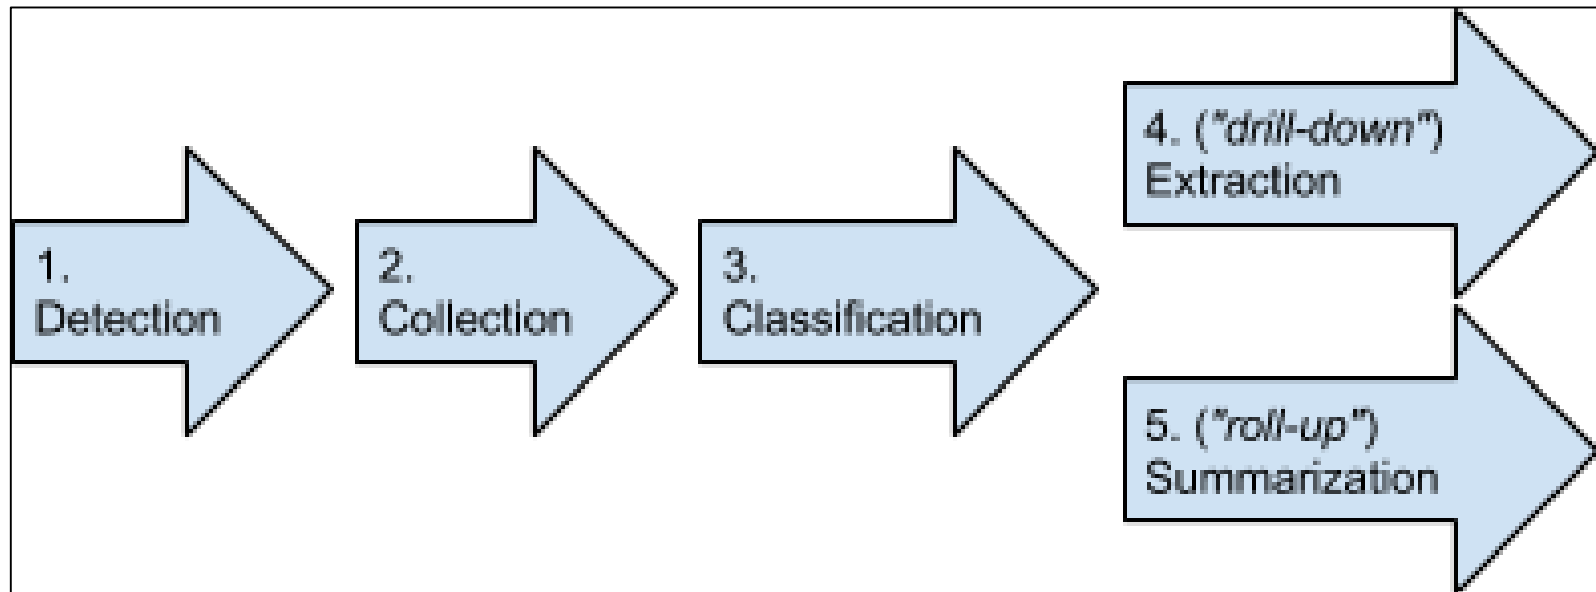 1.
Detection
2.
Collection
3.
Classification
4. ("drill-down")
Extraction
5. ("roll-up")
Summarization